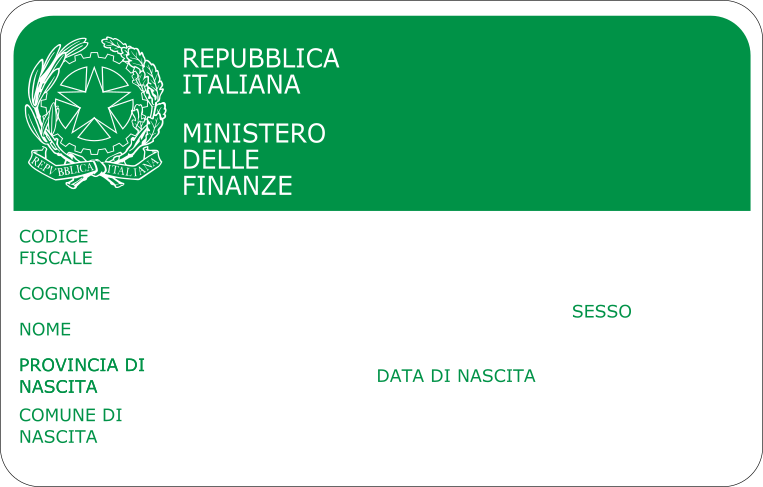 REPUBBLICA
ITALIANA
MINISTERO
DELLE
FINANZE
REPVBBLICA ITALIANA
CODICE
FISCALE
COGNOME
SESSO
NOME
PROVINCIA DI
NASCITA
DATA DI NASCITA
COMUNE DI
NASCITA